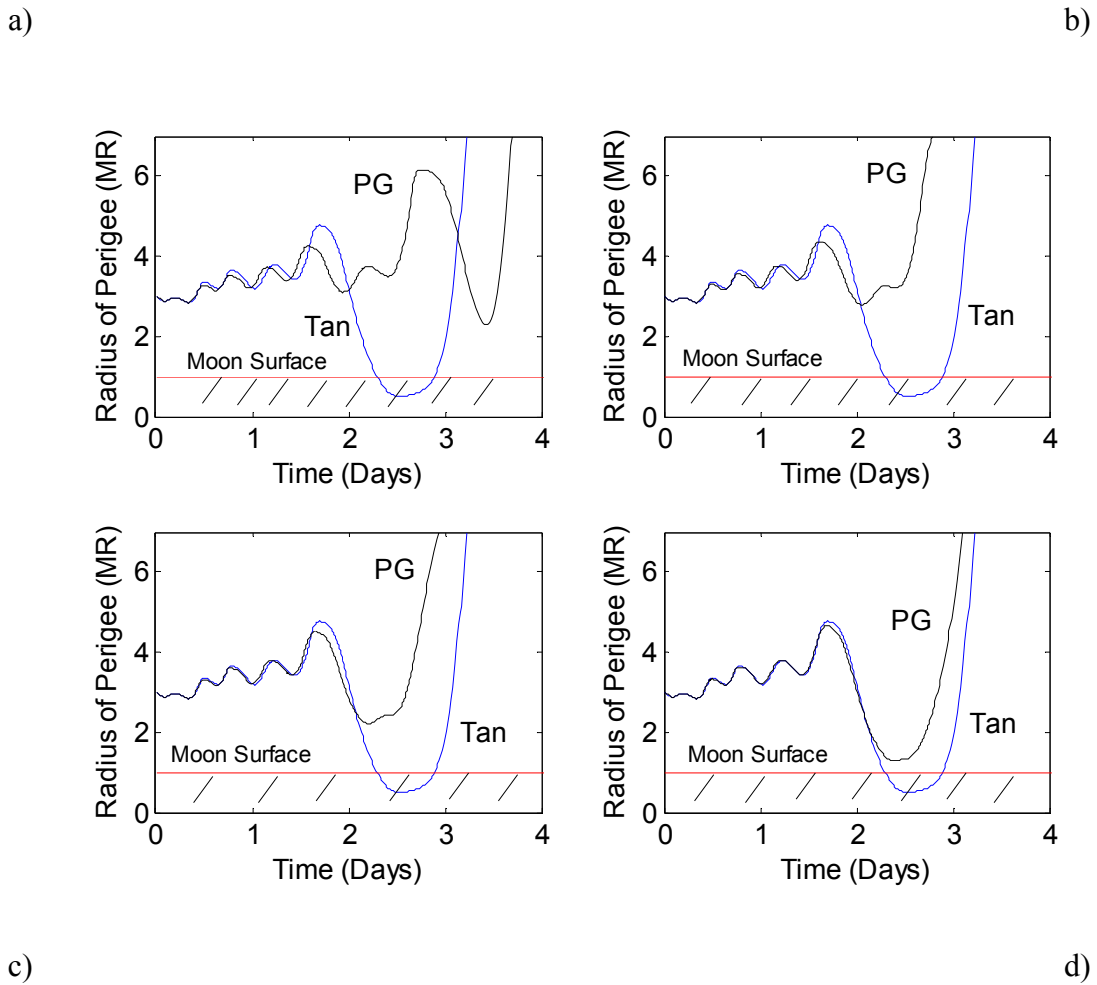 a) b)
Radius of Perigee (MR)
6
4
2
0
PG
Tan
Moon Surface
0 1 2 3 4
Time (Days)
Radius of Perigee (MR)
6
4
2
0
PG
Tan
Moon Surface
0 1 2 3 4
Time (Days)
Radius of Perigee (MR)
6
4
2
0
PG
Tan
Moon Surface
0 1 2 3 4
Time (Days)
Radius of Perigee (MR)
6
4
2
0
PG
Tan
Moon Surface
0 1 2 3 4
Time (Days)
c) d)